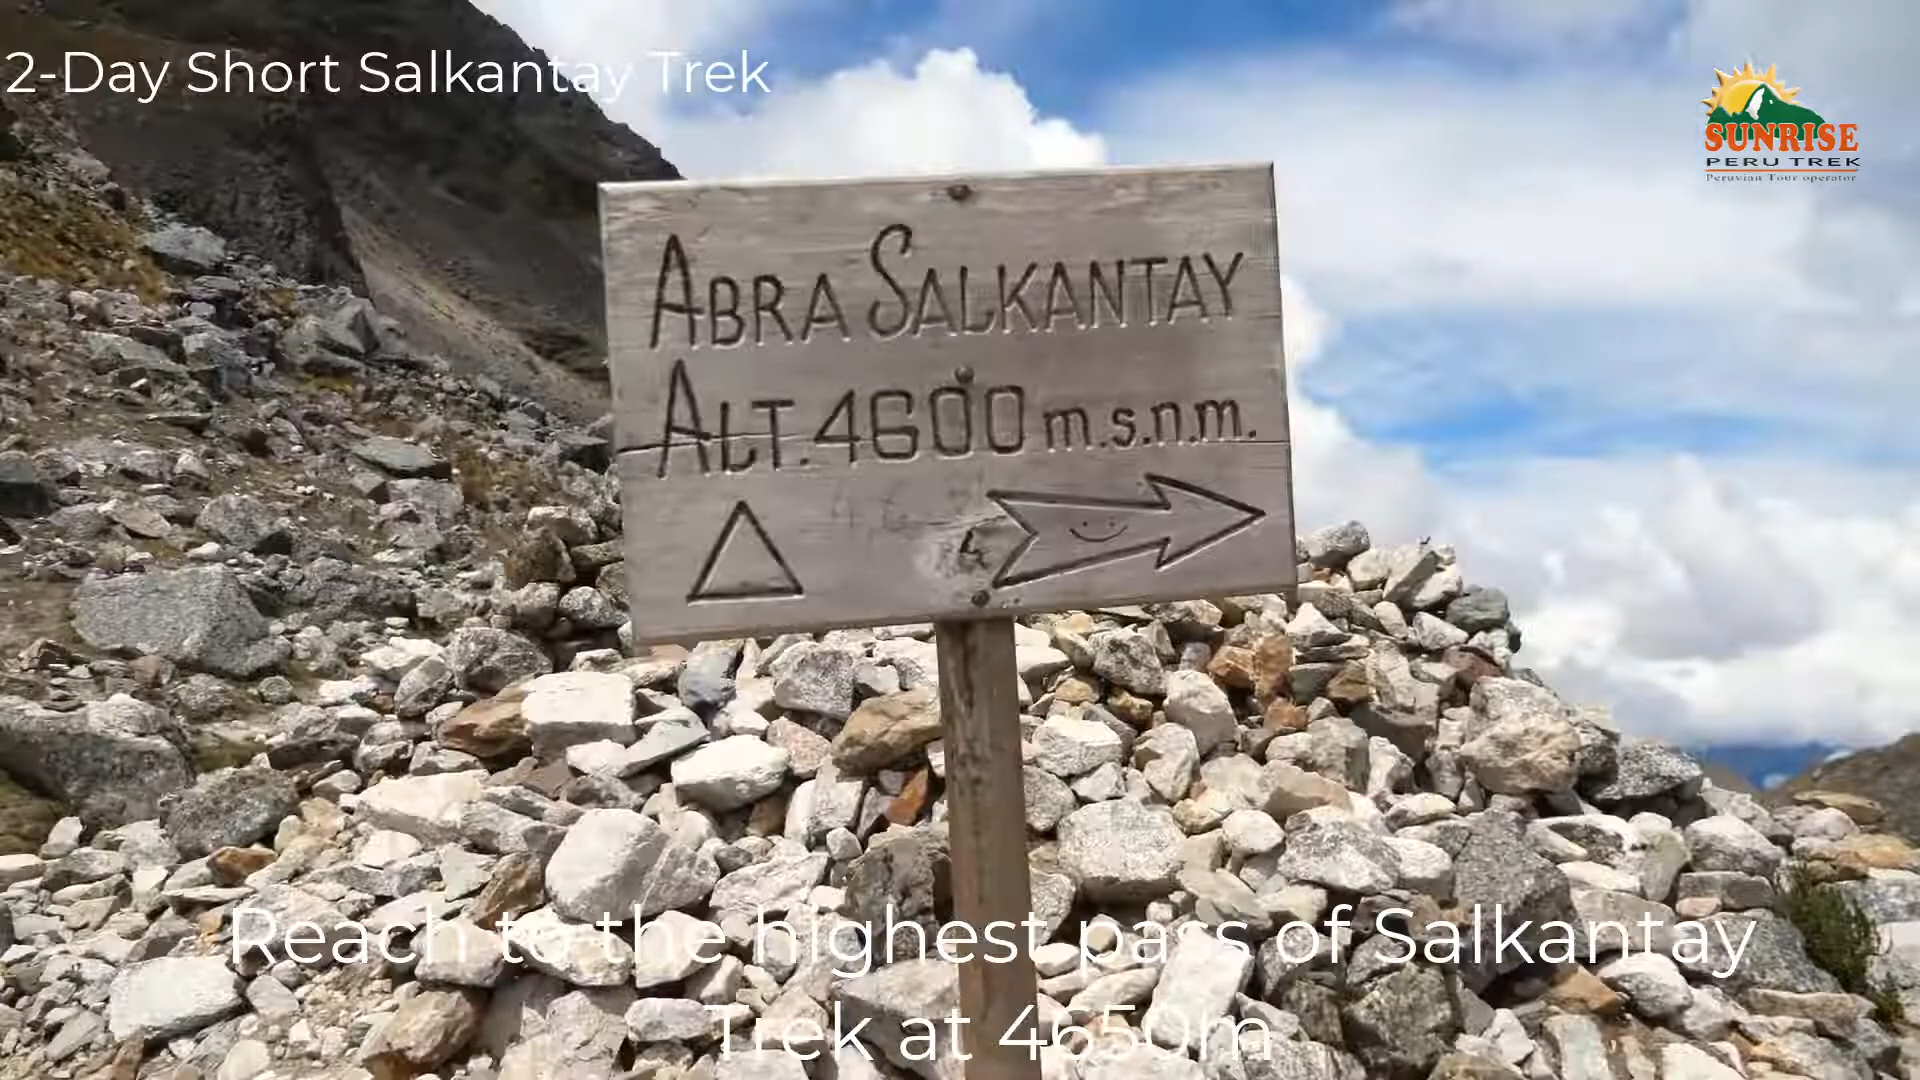 2-Day Short Salkantay Trek
SUNRISE
PERU TREK
Peruvian Tour operator
ABRA SALKANTAY
ALT. 4600 m.s.n.m.
Reach to the highest pass of Salkantay
Trek at 4650m